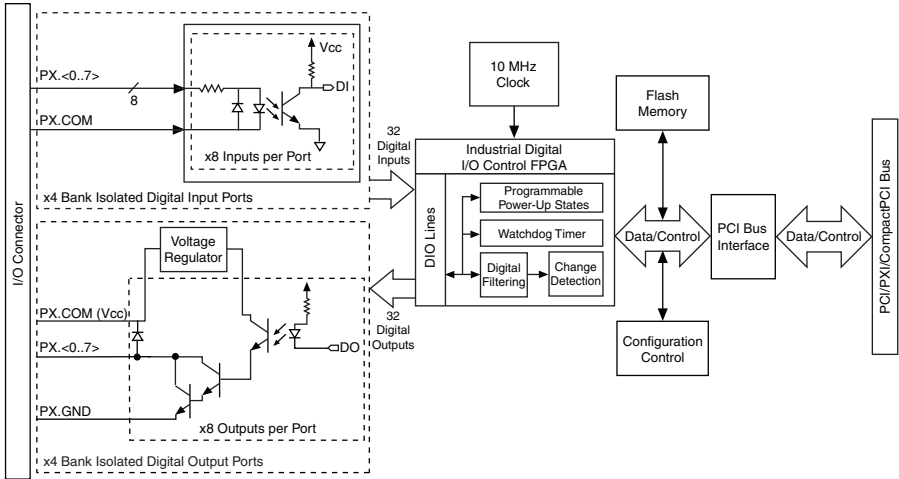 I/O Connector
PX.<0..7>
8
PX.COM
Vcc
DI
x8 Inputs per Port
x4 Bank Isolated Digital Input Ports
32
Digital
Inputs
Voltage
Regulator
PX.COM (Vcc)
PX.<0..7>
PX.GND
DO
x8 Outputs per Port
x4 Bank Isolated Digital Output Ports
32
Digital
Outputs
10 MHz
Clock
Industrial Digital
I/O Control FPGA
DIO Lines
Programmable
Power-Up States
Watchdog Timer
Digital
Filtering
Change
Detection
Flash
Memory
Data/Control
Configuration
Control
PCI Bus
Interface
Data/Control
PCI/PXI/CompactPCI Bus